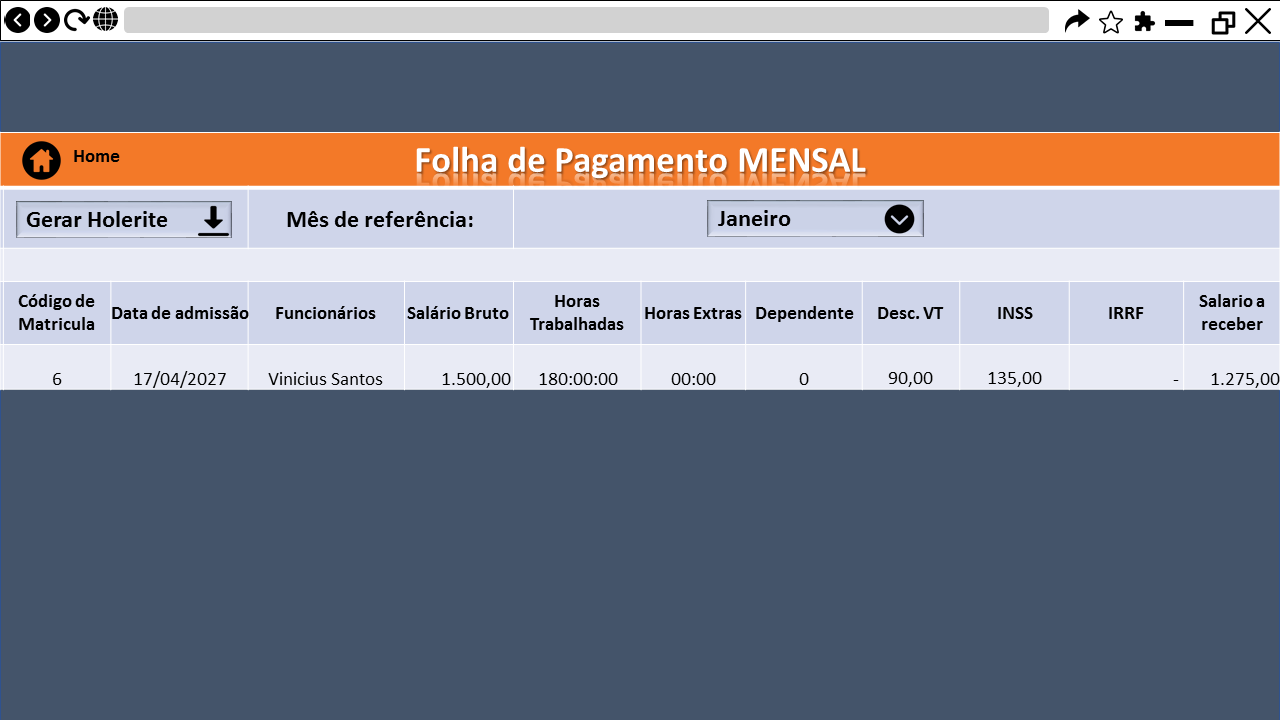 Home
Folha de Pagamento MENSAL
Gerar Holerite
Mês de referência:
Janeiro
Código de Matricula
Data de admissão
Funcionários
Salário Bruto
Horas Trabalhadas
Horas Extras
Dependente
Desc. VT
INSS
IRRF
Salario a receber
6
17/04/2027
Vinicius Santos
1.500,00
180:00:00
00:00
0
90,00
135,00
-
1.275,00